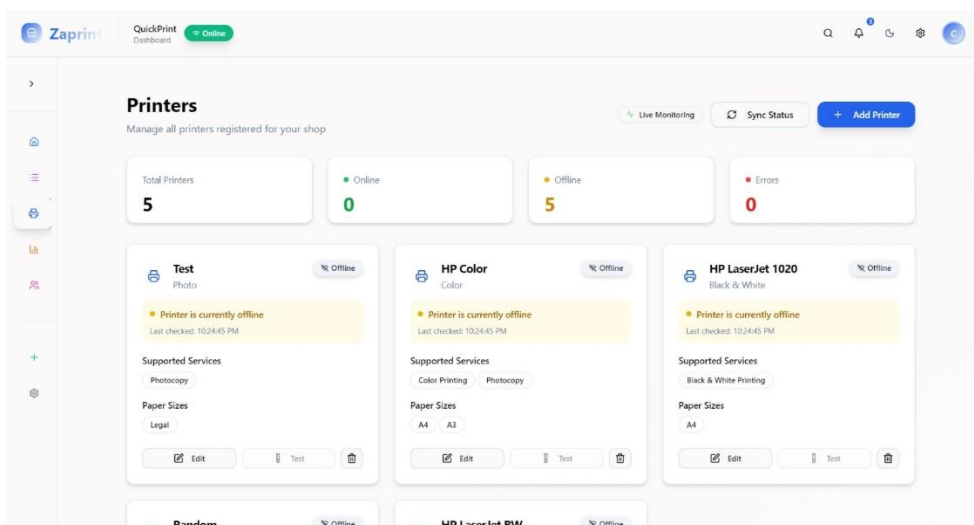 Zaprint
QuickPrint
Dashboard
Online
3
C
Printers
Manage all printers registered for your shop
Live Monitoring
Sync Status
+ Add Printer
Total Printers
5
Online
0
Offline
5
Errors
0
Test
Photo
Offline
Printer is currently offline
Last checked: 10:24:45 PM
Supported Services
Photocopy
Paper Sizes
Legal
Edit
Test
HP Color
Color
Offline
Printer is currently offline
Last checked: 10:24:45 PM
Supported Services
Color Printing Photocopy
Paper Sizes
A4 A3
Edit
Test
HP LaserJet 1020
Black & White
Offline
Printer is currently offline
Last checked: 10:24:45 PM
Supported Services
Black & White Printing
Paper Sizes
A4
Edit
Test
Random
Offline
HP LaserJet BW
Offline